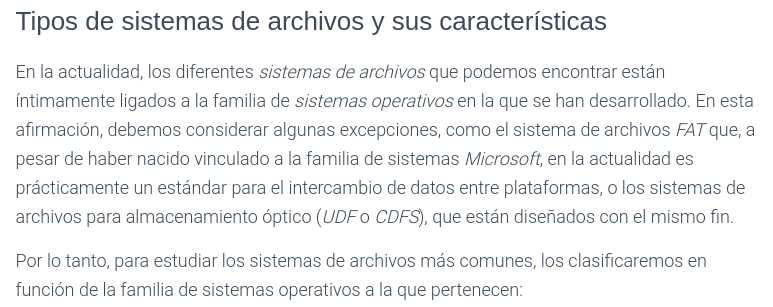 Tipos de sistemas de archivos y sus características
En la actualidad, los diferentes sistemas de archivos que podemos encontrar están
íntimamente ligados a la familia de sistemas operativos en la que se han desarrollado. En esta
afirmación, debemos considerar algunas excepciones, como el sistema de archivos FAT que, a
pesar de haber nacido vinculado a la familia de sistemas Microsoft, en la actualidad es
prácticamente un estándar para el intercambio de datos entre plataformas, o los sistemas de
archivos para almacenamiento óptico (UDF o CDFS), que están diseñados con el mismo fin.
Por lo tanto, para estudiar los sistemas de archivos más comunes, los clasificaremos en
función de la familia de sistemas operativos a la que pertenecen: